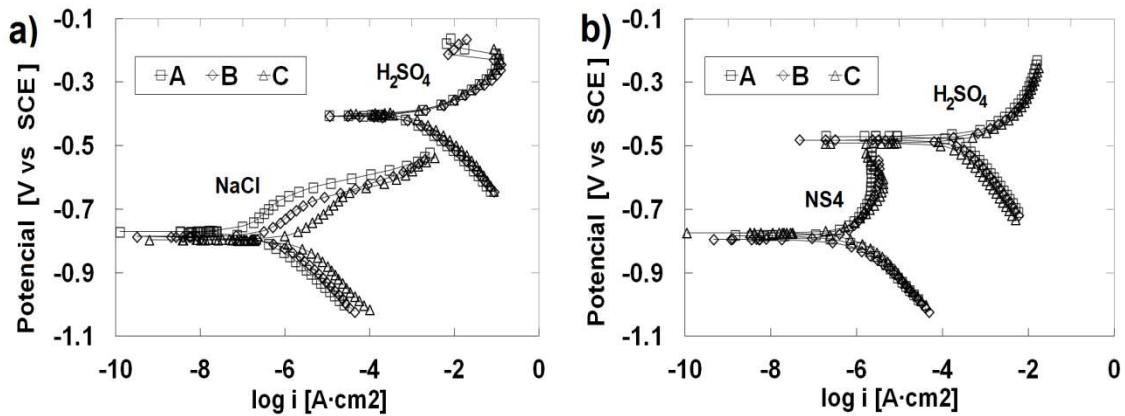 a)
-0.1
-0.3
-0.5
-0.7
-0.9
-1.1
Potencial [V vs SCE]
A B C
H₂SO₄
NaCl
-10 -8 -6 -4 -2 0
log i [A·cm2]
b)
-0.1
-0.3
-0.5
-0.7
-0.9
-1.1
Potencial [V vs SCE]
A B C
H₂SO₄
NS4
-10 -8 -6 -4 -2 0
log i [A·cm2]